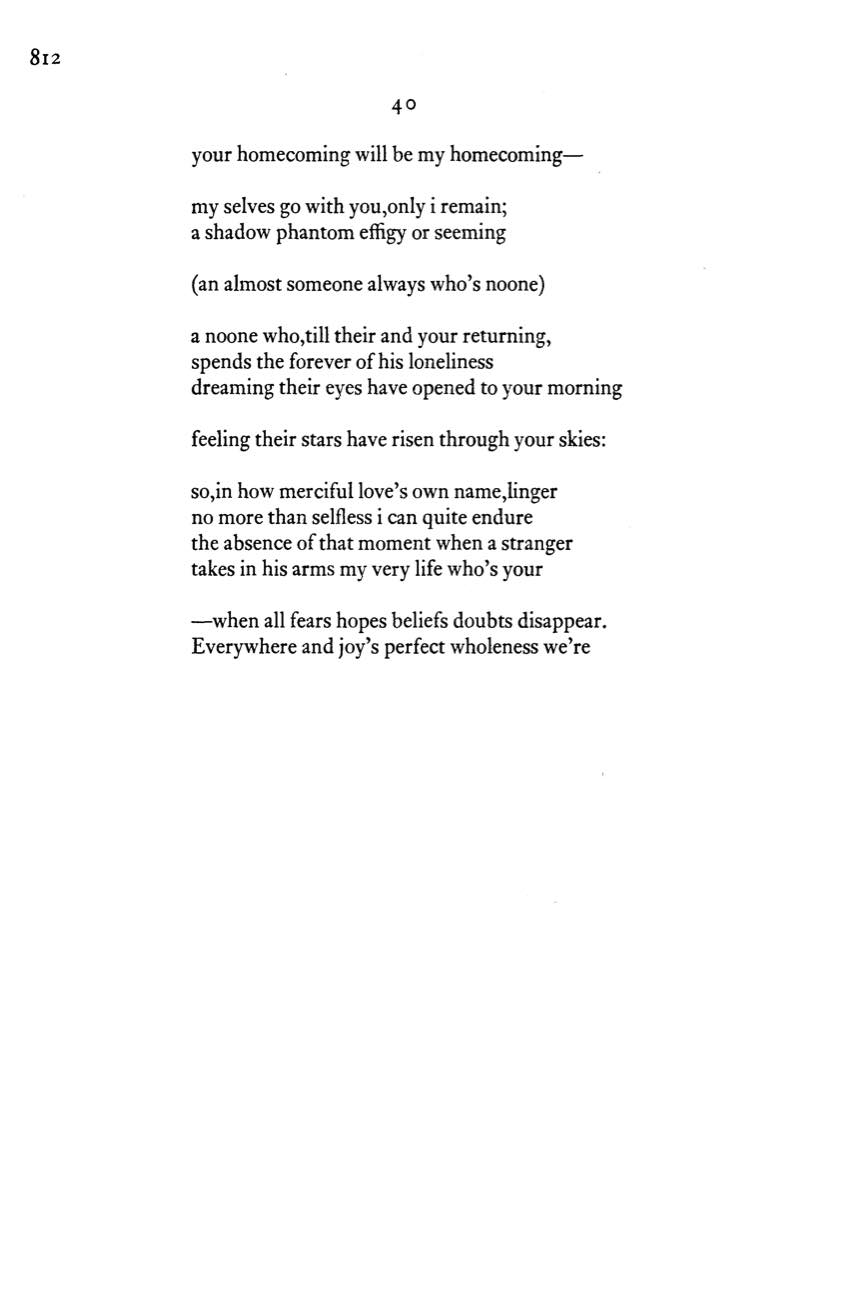 812
40
your homecoming will be my homecoming—
my selves go with you,only i remain;
a shadow phantom effigy or seeming
(an almost someone always who's noone)
a noone who,till their and your returning,
spends the forever of his loneliness
dreaming their eyes have opened to your morning
feeling their stars have risen through your skies:
so,in how merciful love's own name,linger
no more than selfless i can quite endure
the absence of that moment when a stranger
takes in his arms my very life who's your
—when all fears hopes beliefs doubts disappear.
Everywhere and joy's perfect wholeness we're